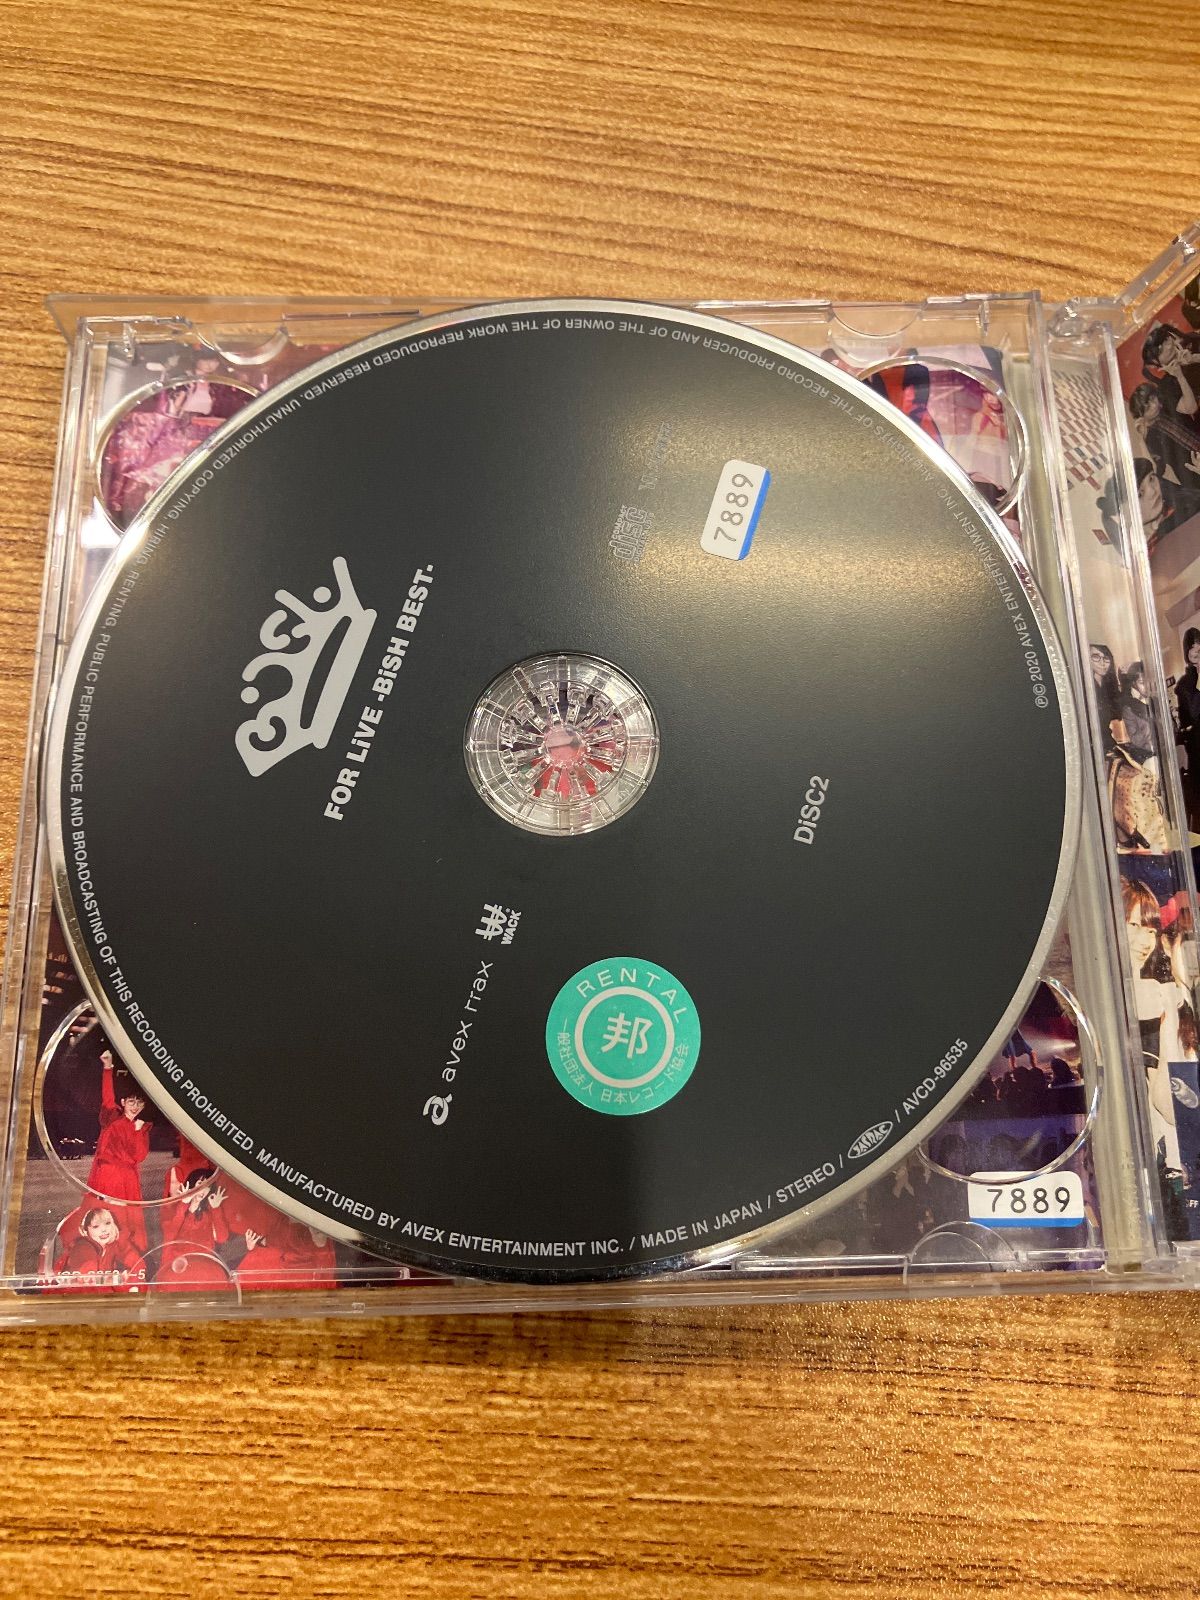 FOR LiVE -BiSH BEST-
DiSC2
7889
COMPACT
disc
WACK
avex trax
RENTAL
邦
一般社団法人 日本レコード協会
℗© 2020 AVEX ENTERTAINMENT INC. ALL RIGHTS OF THE RECORD PRODUCER AND OF THE OWNER OF THE WORK REPRODUCED RESERVED. UNAUTHORIZED COPYING, HIRING, RENTING, PUBLIC PERFORMANCE AND BROADCASTING OF THIS RECORDING PROHIBITED. MANUFACTURED BY AVEX ENTERTAINMENT INC. / MADE IN JAPAN / STEREO / JASRAC / AVCD-96535
7889